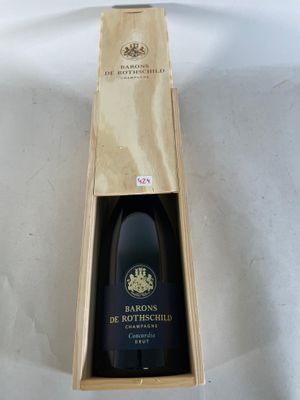 BARONS
DE ROTHSCHILD
CHAMPAGNE
424
BARONS
DE ROTHSCHILD
CHAMPAGNE
Concordia
BRUT